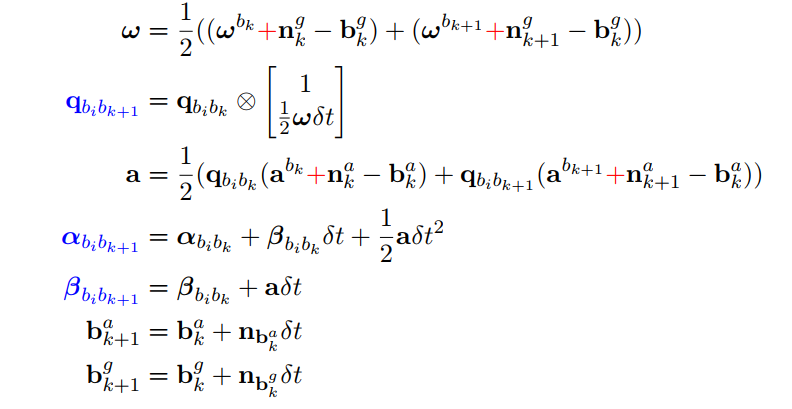 𝝎 = 1/2((𝝎^{b_k}+𝐧_k^g − 𝐛_k^g) + (𝝎^{b_{k+1}}+𝐧_{k+1}^g − 𝐛_k^g))
𝐪_{b_i b_{k+1}} = 𝐪_{b_i b_k} ⊗ [1; 1/2 𝝎δt]
𝐚 = 1/2(𝐪_{b_i b_k}(𝐚^{b_k}+𝐧_k^a − 𝐛_k^a) + 𝐪_{b_i b_{k+1}}(𝐚^{b_{k+1}}+𝐧_{k+1}^a − 𝐛_k^a))
𝜶_{b_i b_{k+1}} = 𝜶_{b_i b_k} + 𝜷_{b_i b_k}δt + 1/2 𝐚δt^2
𝜷_{b_i b_{k+1}} = 𝜷_{b_i b_k} + 𝐚δt
𝐛_{k+1}^a = 𝐛_k^a + 𝐧_{𝐛_k^a}δt
𝐛_{k+1}^g = 𝐛_k^g + 𝐧_{𝐛_k^g}δt